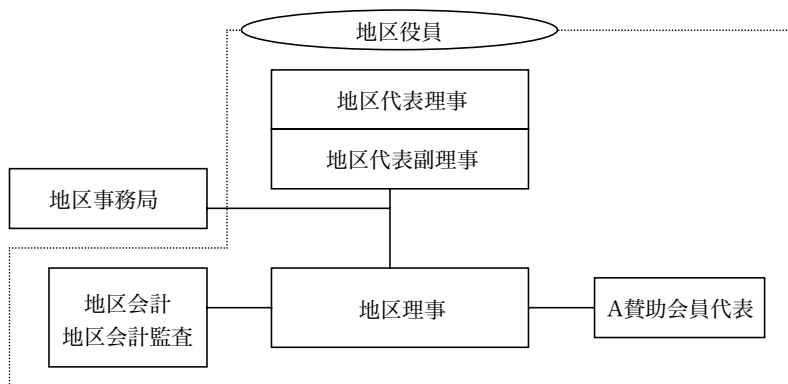 地区役員
地区代表理事
地区代表副理事
地区事務局
地区会計
地区会計監査
地区理事
A賛助会員代表